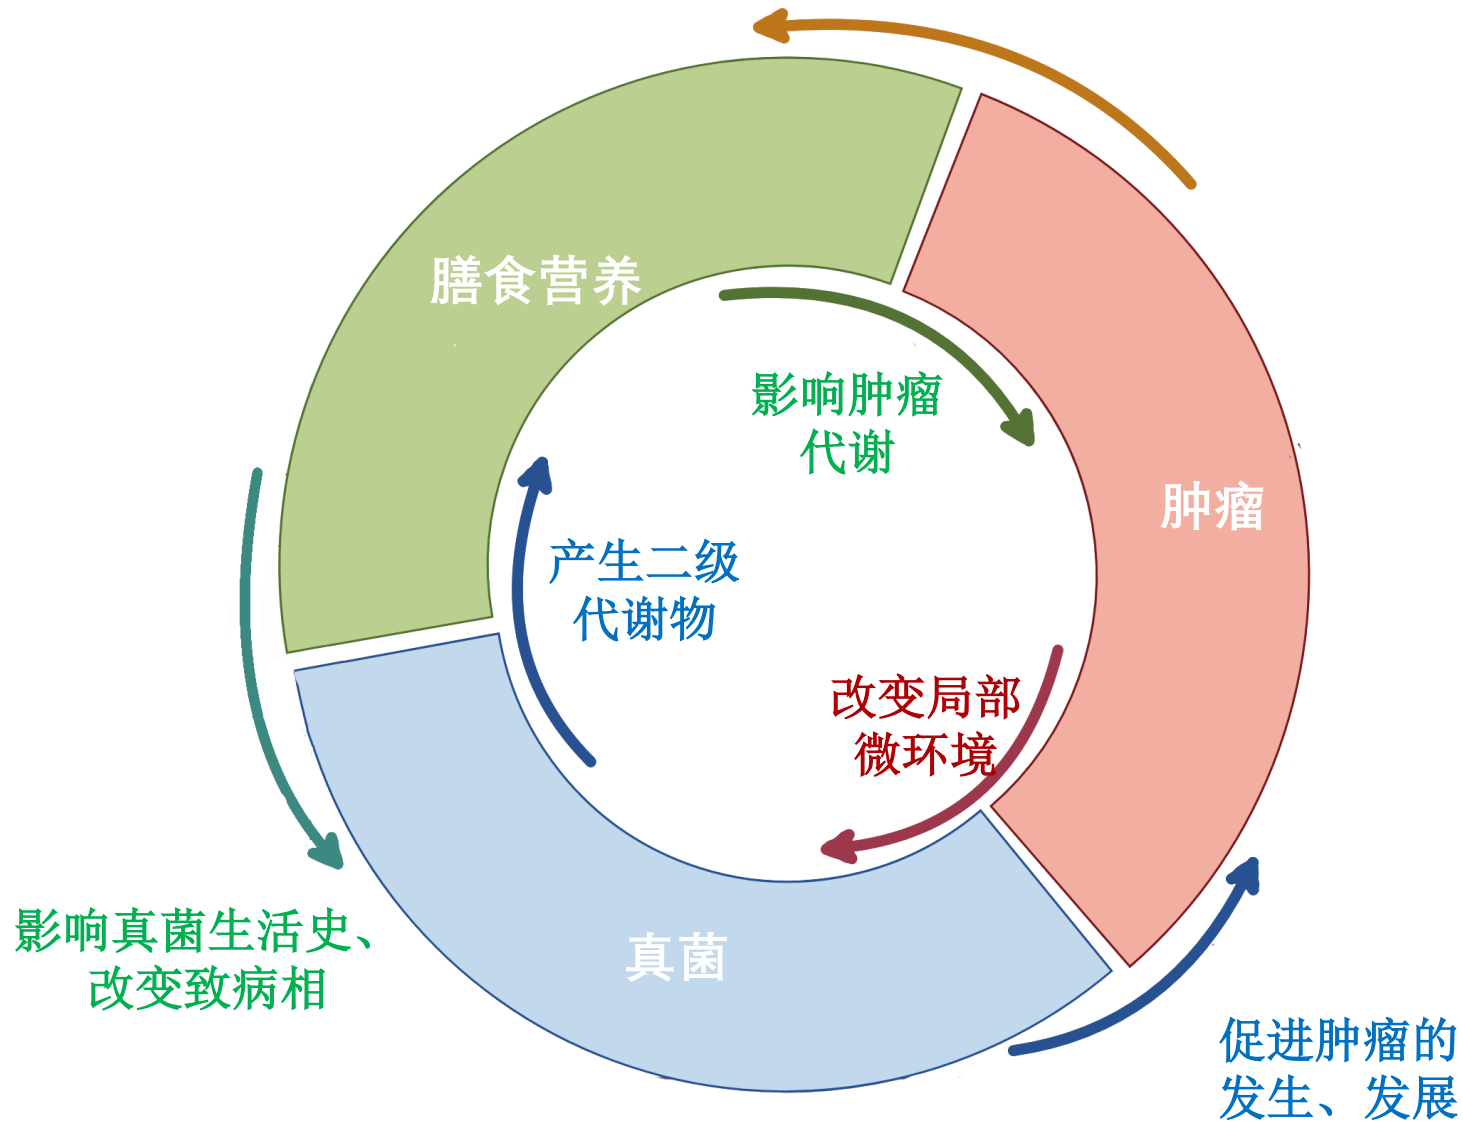 膳食营养
影响肿瘤
代谢
肿瘤
产生二级
代谢物
改变局部
微环境
影响真菌生活史、
改变致病相
真菌
促进肿瘤的
发生、发展